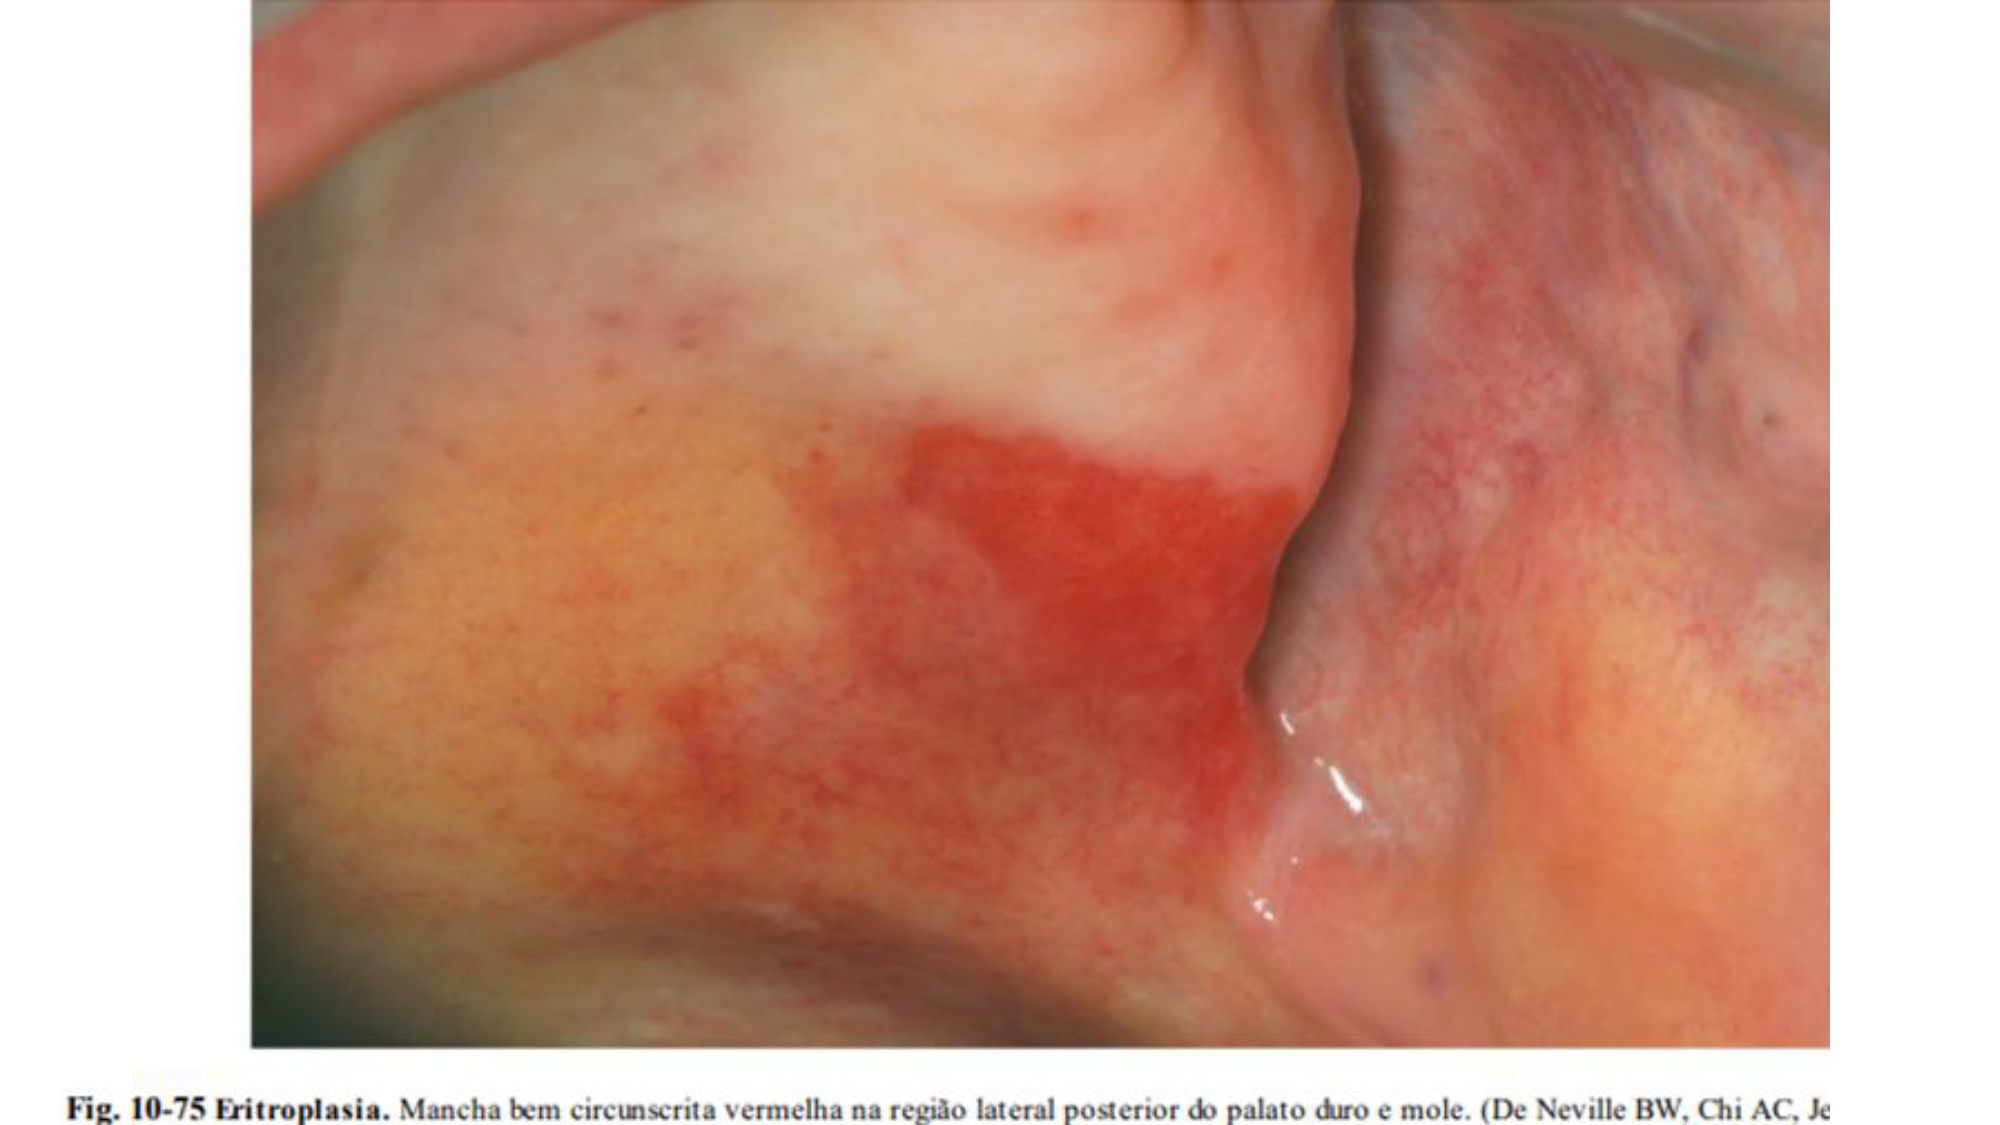 Fig. 10-75 Eritroplasia. Mancha bem circunscrita vermelha na região lateral posterior do palato duro e mole. (De Neville BW, Chi AC, Je